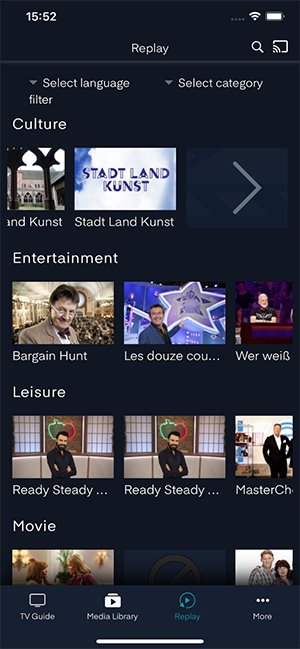 15:52
Replay
Select language
filter
Select category
Culture
STADT LAND
KUNST
and Kunst
Stadt Land Kunst
Entertainment
Bargain Hunt
Les douze cou...
Wer weiß
Leisure
Ready Steady ...
Ready Steady ...
MasterChe
Movie
TV Guide
Media Library
Replay
More